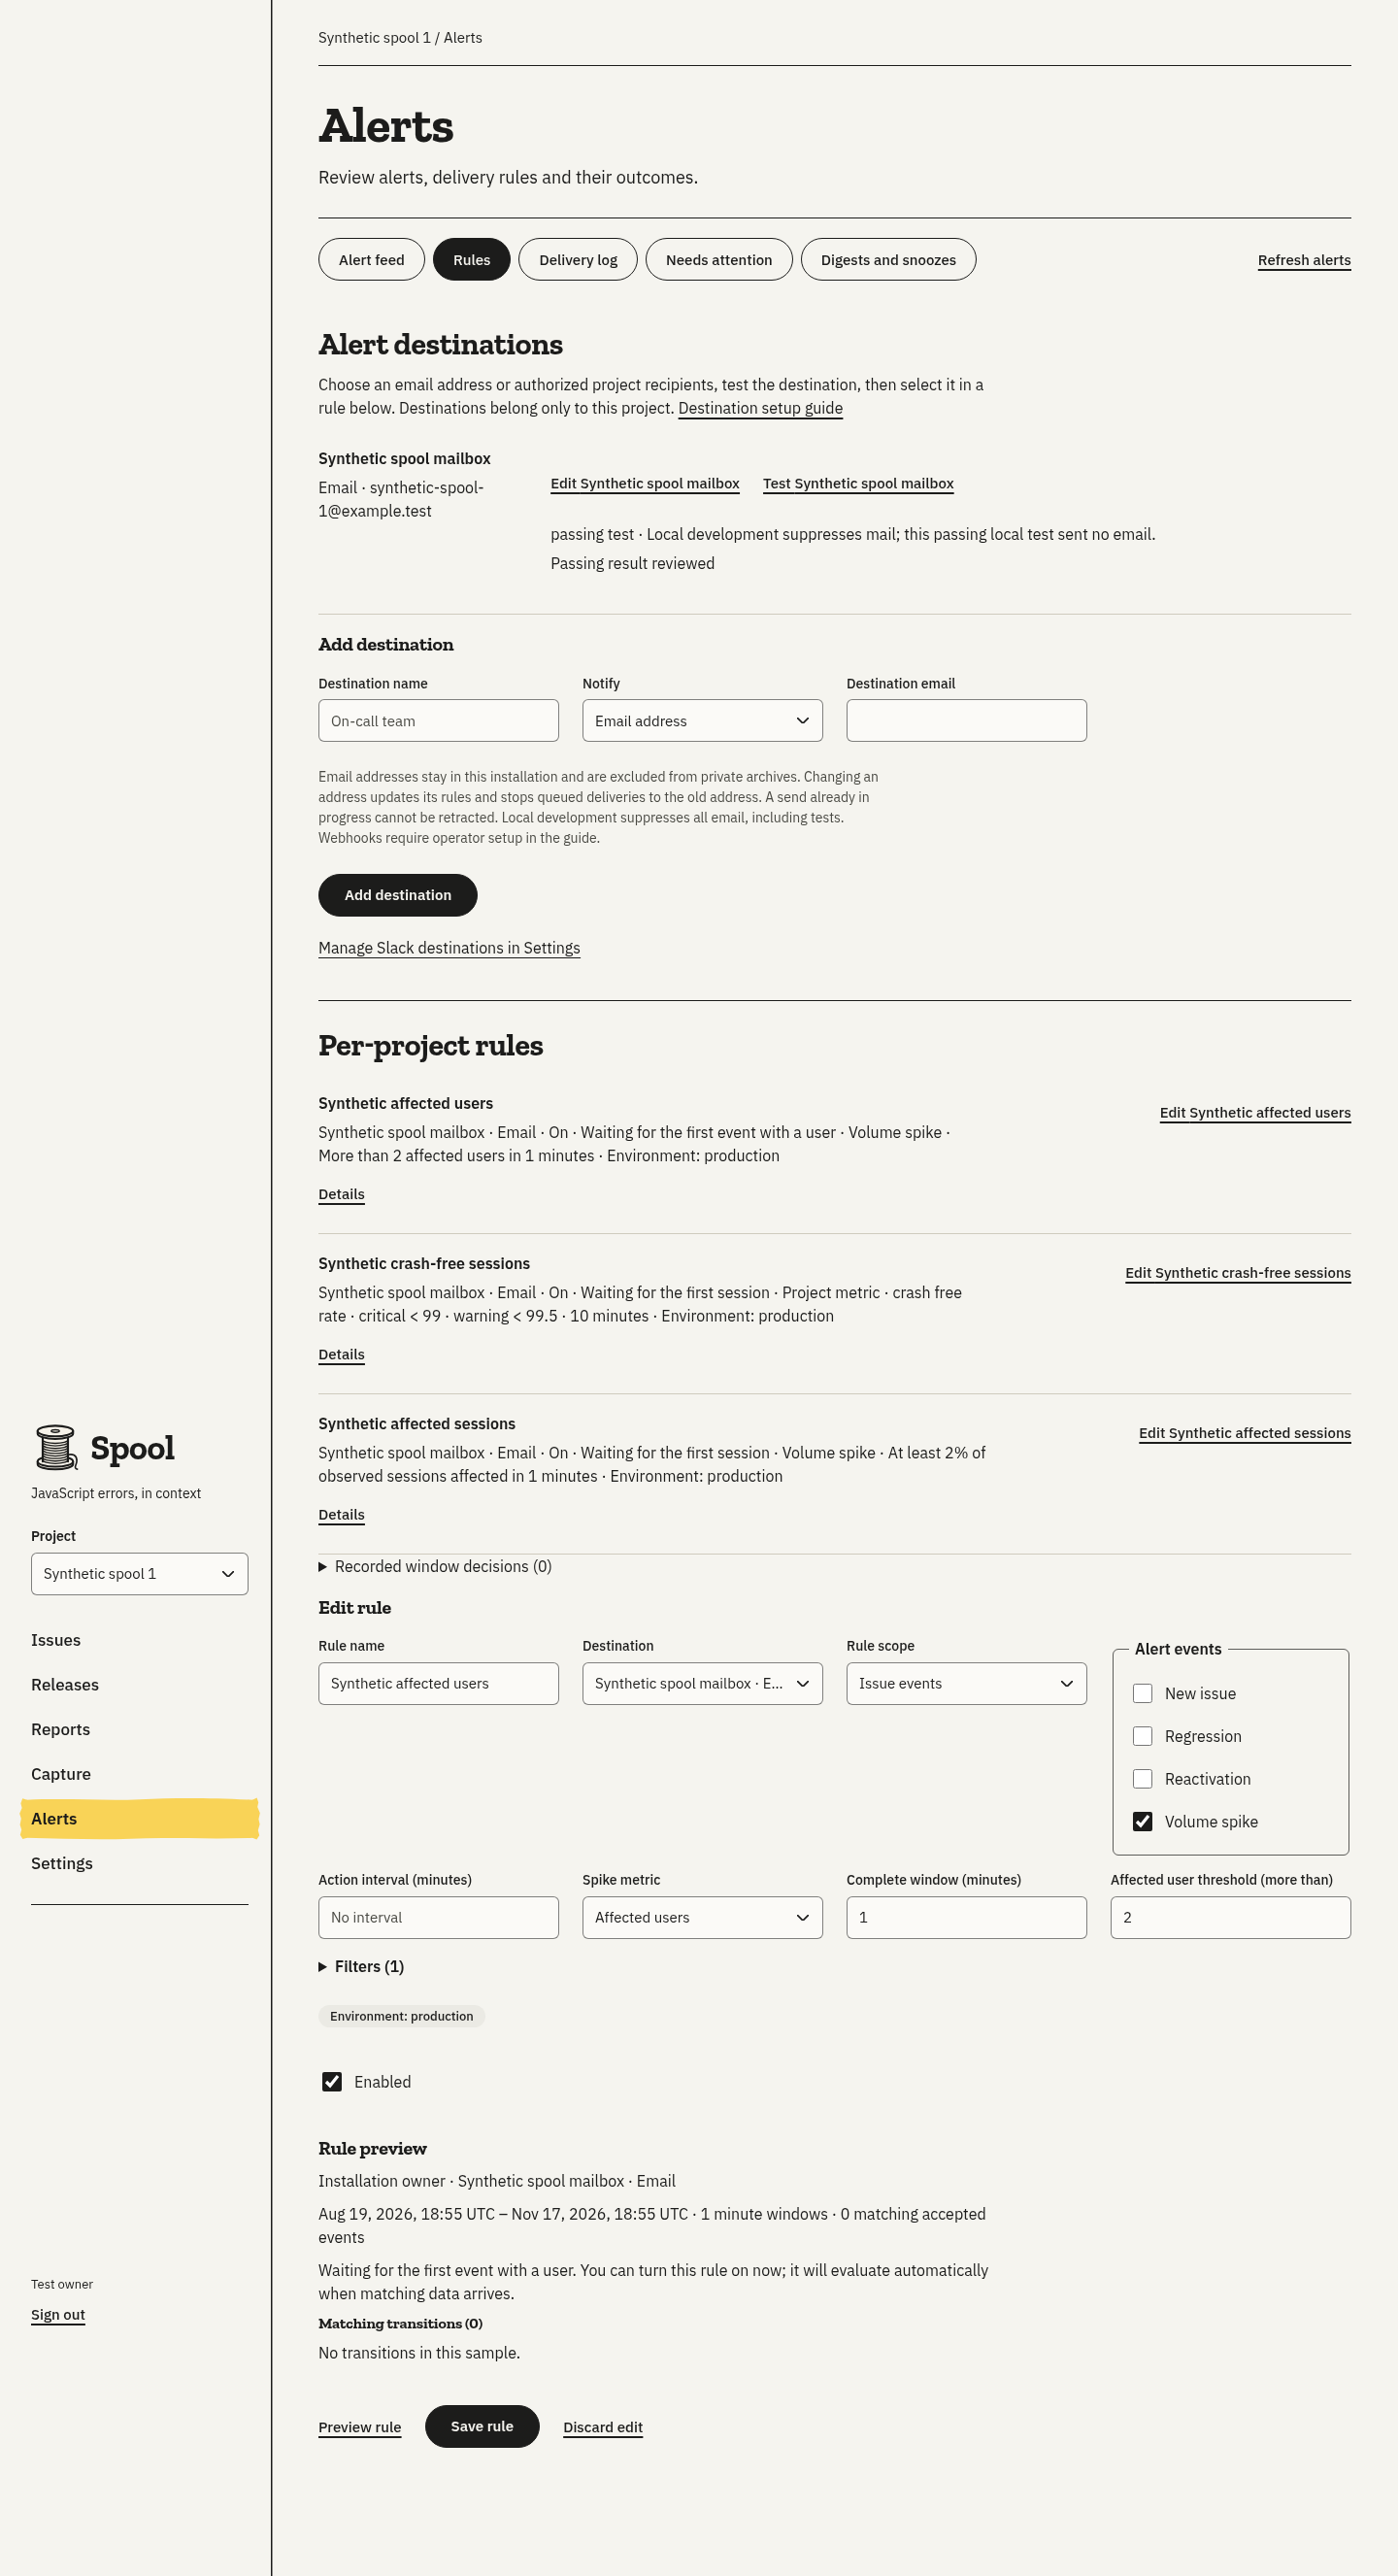 Synthetic spool 1 / Alerts
Alerts
Review alerts, delivery rules and their outcomes.
Alert feed
Rules
Delivery log
Needs attention
Digests and snoozes
Refresh alerts
Alert destinations
Choose an email address or authorized project recipients, test the destination, then select it in a
rule below. Destinations belong only to this project. Destination setup guide
Synthetic spool mailbox
Email · synthetic-spool-
1@example.test
Edit Synthetic spool mailbox
Test Synthetic spool mailbox
passing test · Local development suppresses mail; this passing local test sent no email.
Passing result reviewed
Add destination
Destination name
Notify
Destination email
On-call team
Email address
Email addresses stay in this installation and are excluded from private archives. Changing an
address updates its rules and stops queued deliveries to the old address. A send already in
progress cannot be retracted. Local development suppresses all email, including tests.
Webhooks require operator setup in the guide.
Add destination
Manage Slack destinations in Settings
Per-project rules
Synthetic affected users
Edit Synthetic affected users
Synthetic spool mailbox · Email · On · Waiting for the first event with a user · Volume spike ·
More than 2 affected users in 1 minutes · Environment: production
Details
Synthetic crash-free sessions
Edit Synthetic crash-free sessions
Synthetic spool mailbox · Email · On · Waiting for the first session · Project metric · crash free
rate · critical < 99 · warning < 99.5 · 10 minutes · Environment: production
Details
Synthetic affected sessions
Edit Synthetic affected sessions
Synthetic spool mailbox · Email · On · Waiting for the first session · Volume spike · At least 2% of
observed sessions affected in 1 minutes · Environment: production
Details
Recorded window decisions (0)
Edit rule
Rule name
Destination
Rule scope
Alert events
Synthetic affected users
Synthetic spool mailbox · E...
Issue events
New issue
Regression
Reactivation
Volume spike
Action interval (minutes)
Spike metric
Complete window (minutes)
Affected user threshold (more than)
No interval
Affected users
1
2
Filters (1)
Environment: production
Enabled
Rule preview
Installation owner · Synthetic spool mailbox · Email
Aug 19, 2026, 18:55 UTC – Nov 17, 2026, 18:55 UTC · 1 minute windows · 0 matching accepted
events
Waiting for the first event with a user. You can turn this rule on now; it will evaluate automatically
when matching data arrives.
Matching transitions (0)
No transitions in this sample.
Preview rule
Save rule
Discard edit
Spool
JavaScript errors, in context
Project
Synthetic spool 1
Issues
Releases
Reports
Capture
Alerts
Settings
Test owner
Sign out